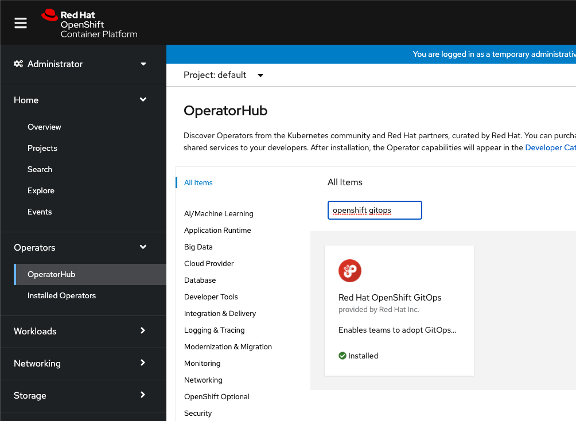 Red Hat
OpenShift
Container Platform
Administrator
Home
Overview
Projects
Search
Explore
Events
Operators
OperatorHub
Installed Operators
Workloads
Networking
Storage
You are logged in as a temporary
Project: default
OperatorHub
Discover Operators from the Kubernetes community and Red Hat partners, curated by Red Hat. You can
shared services to your developers. After installation, the Operator capabilities will appear in the Developer
All Items
AI/Machine Learning
Application Runtime
Big Data
Cloud Provider
Database
Developer Tools
Integration & Delivery
Logging & Tracing
Modernization & Migration
Monitoring
Networking
OpenShift Optional
Security
All Items
openshift gitops
Red Hat OpenShift GitOps
provided by Red Hat Inc.
Enables teams to adopt GitOps...
Installed